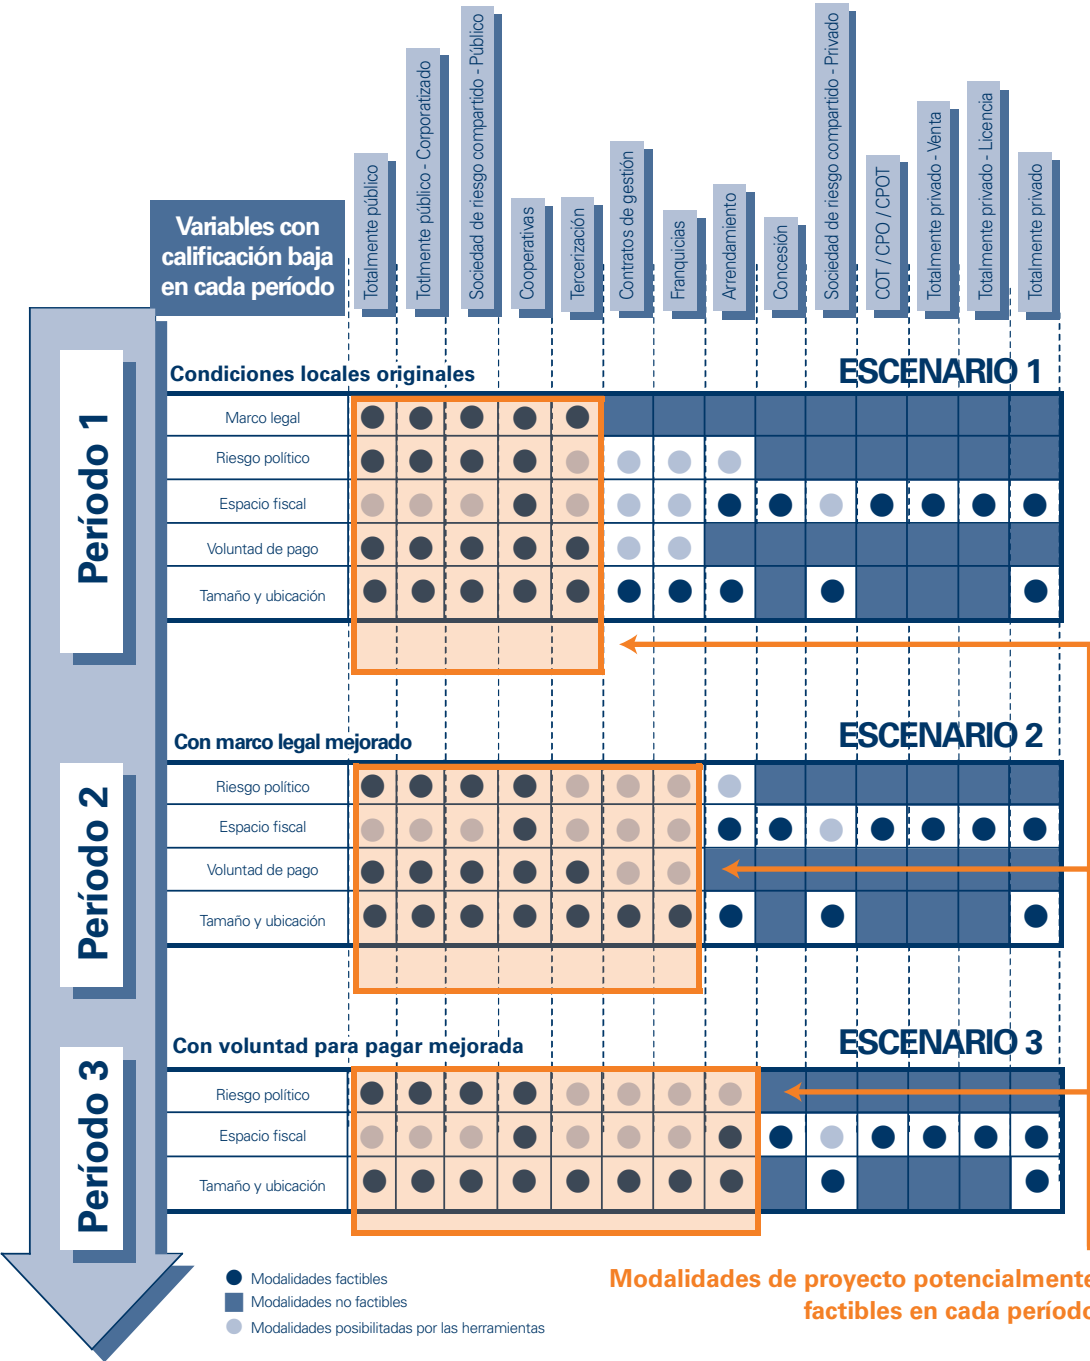 Totalmente público
Totlmente público - Corporatizado
Sociedad de riesgo compartido - Público
Cooperativas
Tercerización
Contratos de gestión
Franquicias
Arrendamiento
Concesión
Sociedad de riesgo compartido - Privado
COT / CPO / CPOT
Totalmente privado - Venta
Totalmente privado - Licencia
Totalmente privado
Variables con
calificación baja
en cada período
Período 1
Condiciones locales originales
ESCENARIO 1
Marco legal
Riesgo político
Espacio fiscal
Voluntad de pago
Tamaño y ubicación
Período 2
Con marco legal mejorado
ESCENARIO 2
Riesgo político
Espacio fiscal
Voluntad de pago
Tamaño y ubicación
Período 3
Con voluntad para pagar mejorada
ESCENARIO 3
Riesgo político
Espacio fiscal
Tamaño y ubicación
Modalidades factibles
Modalidades no factibles
Modalidades posibilitadas por las herramientas
Modalidades de proyecto potencialmente
factibles en cada período